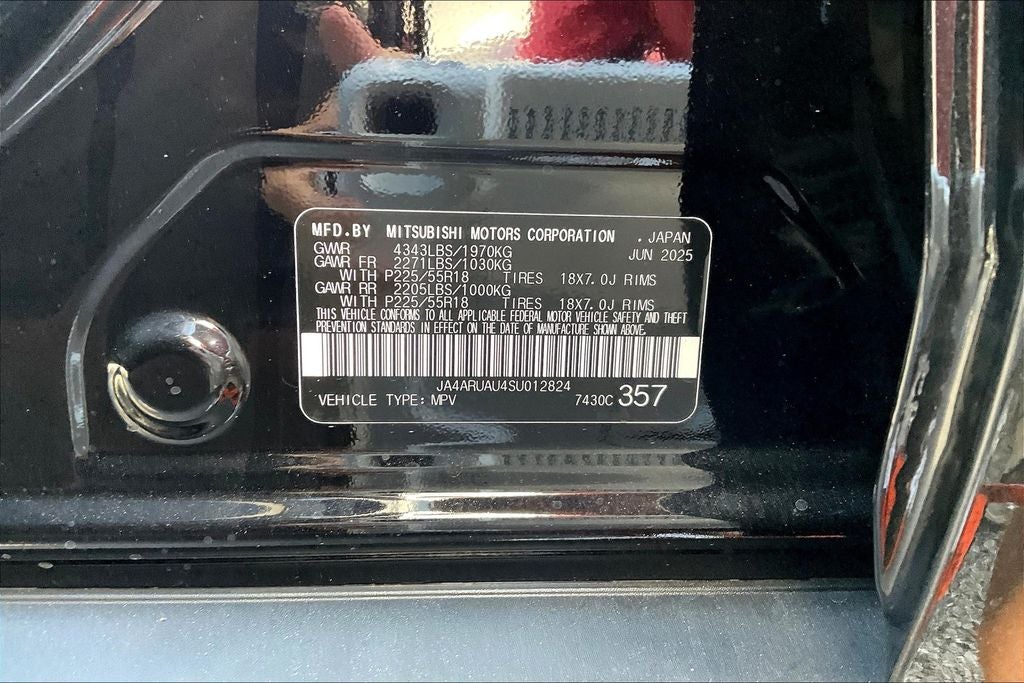 MFD.BY MITSUBISHI MOTORS CORPORATION , JAPAN
GVWR 4343LBS/1970KG JUN 2025
GAWR FR 2271LBS/1030KG
WITH P225/55R18 TIRES 18X7.0J RIMS
GAWR RR 2205LBS/1000KG
WITH P225/55R18 TIRES 18X7.0J RIMS
THIS VEHICLE CONFORMS TO ALL APPLICABLE FEDERAL MOTOR VEHICLE SAFETY AND THEFT
PREVENTION STANDARDS IN EFFECT ON THE DATE OF MANUFACTURE SHOWN ABOVE.
JA4ARUAU4SU012824
VEHICLE TYPE: MPV 7430C 357